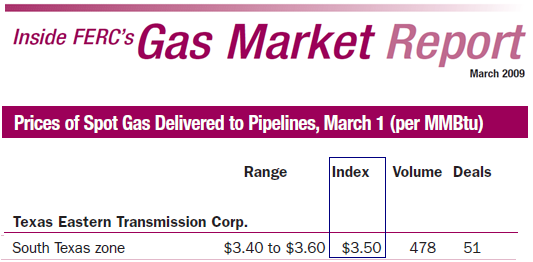 Inside FERC's Gas Market Report
March 2009
Prices of Spot Gas Delivered to Pipelines, March 1 (per MMBtu)
Range Index Volume Deals
Texas Eastern Transmission Corp.
South Texas zone $3.40 to $3.60 $3.50 478 51